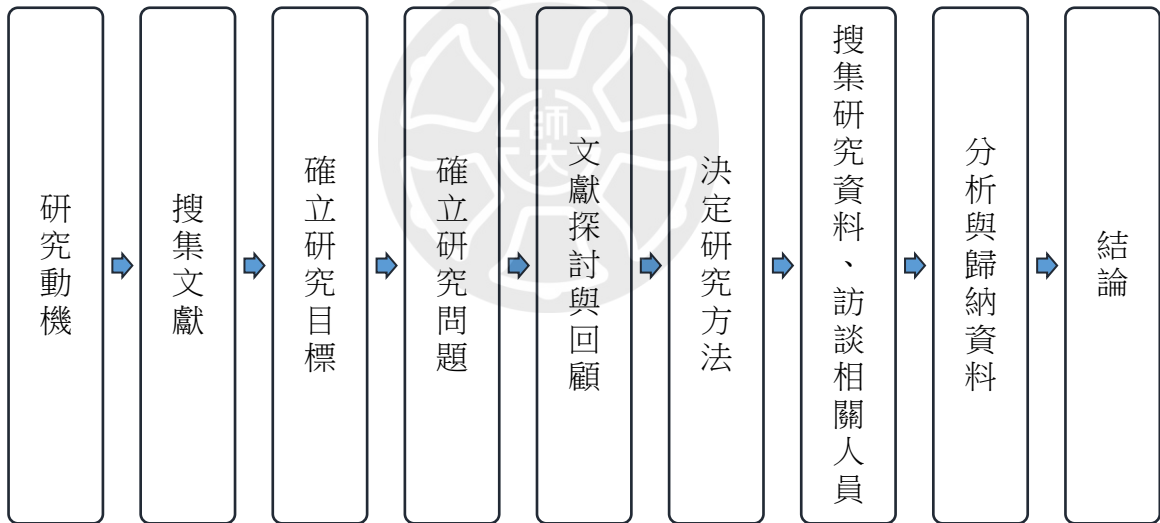 研究動機
搜集文獻
確立研究目標
確立研究問題
文獻探討與回顧
決定研究方法
搜集研究資料、訪談相關人員
分析與歸納資料
結論
師大